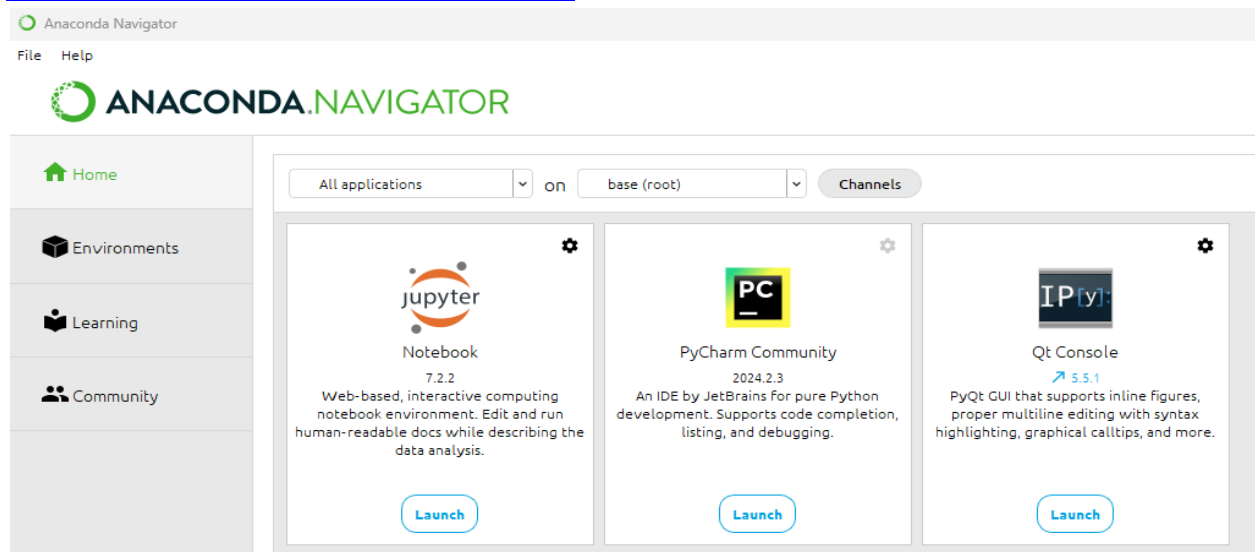 Anaconda Navigator
File Help
ANACONDA.NAVIGATOR
Home
Environments
Learning
Community
All applications on base (root) Channels
jupyter
Notebook
7.2.2
Web-based, interactive computing
notebook environment. Edit and run
human-readable docs while describing the
data analysis.
Launch
PC
PyCharm Community
2024.2.3
An IDE by JetBrains for pure Python
development. Supports code completion,
listing, and debugging.
Launch
IP[y]:
Qt Console
5.5.1
PyQt GUI that supports inline figures,
proper multiline editing with syntax
highlighting, graphical calltips, and more.
Launch